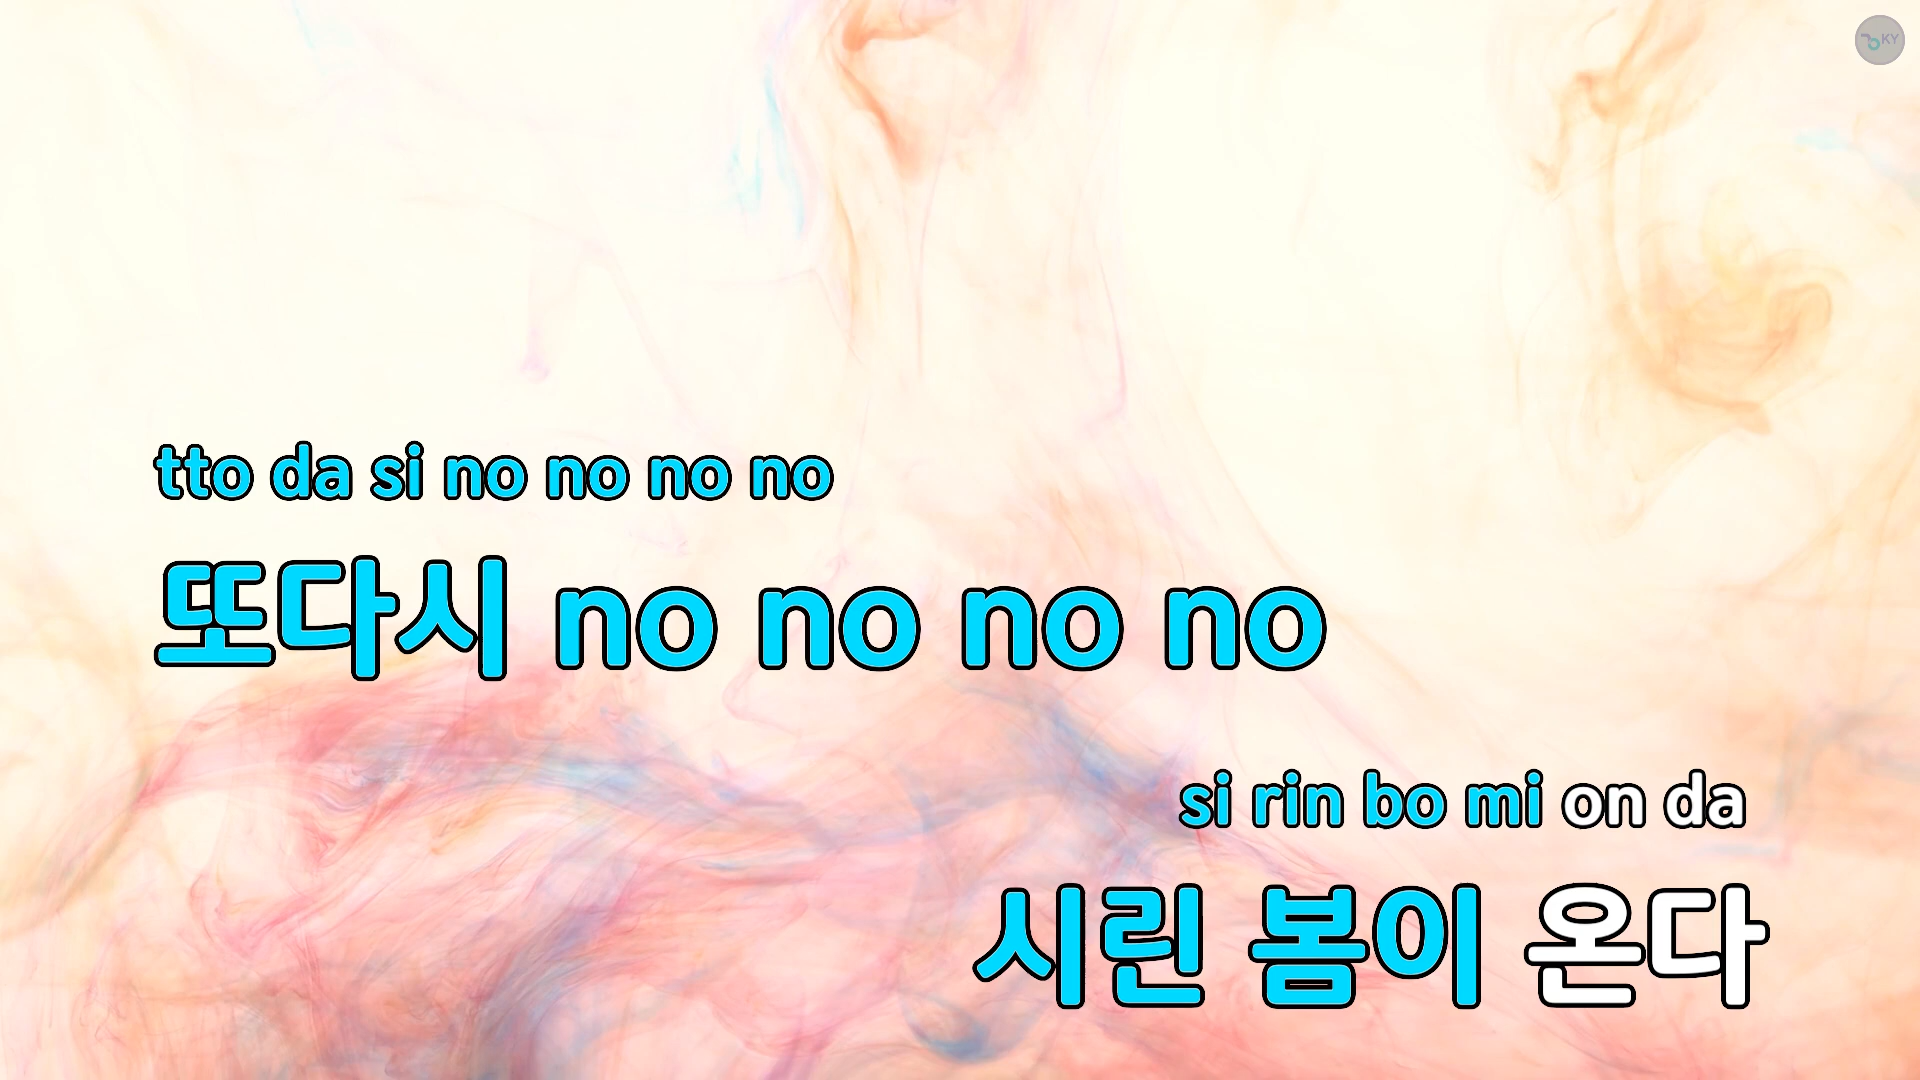 KY
tto da si no no no no
또다시 no no no no
si rin bo mi on da
시린 봄이 온다